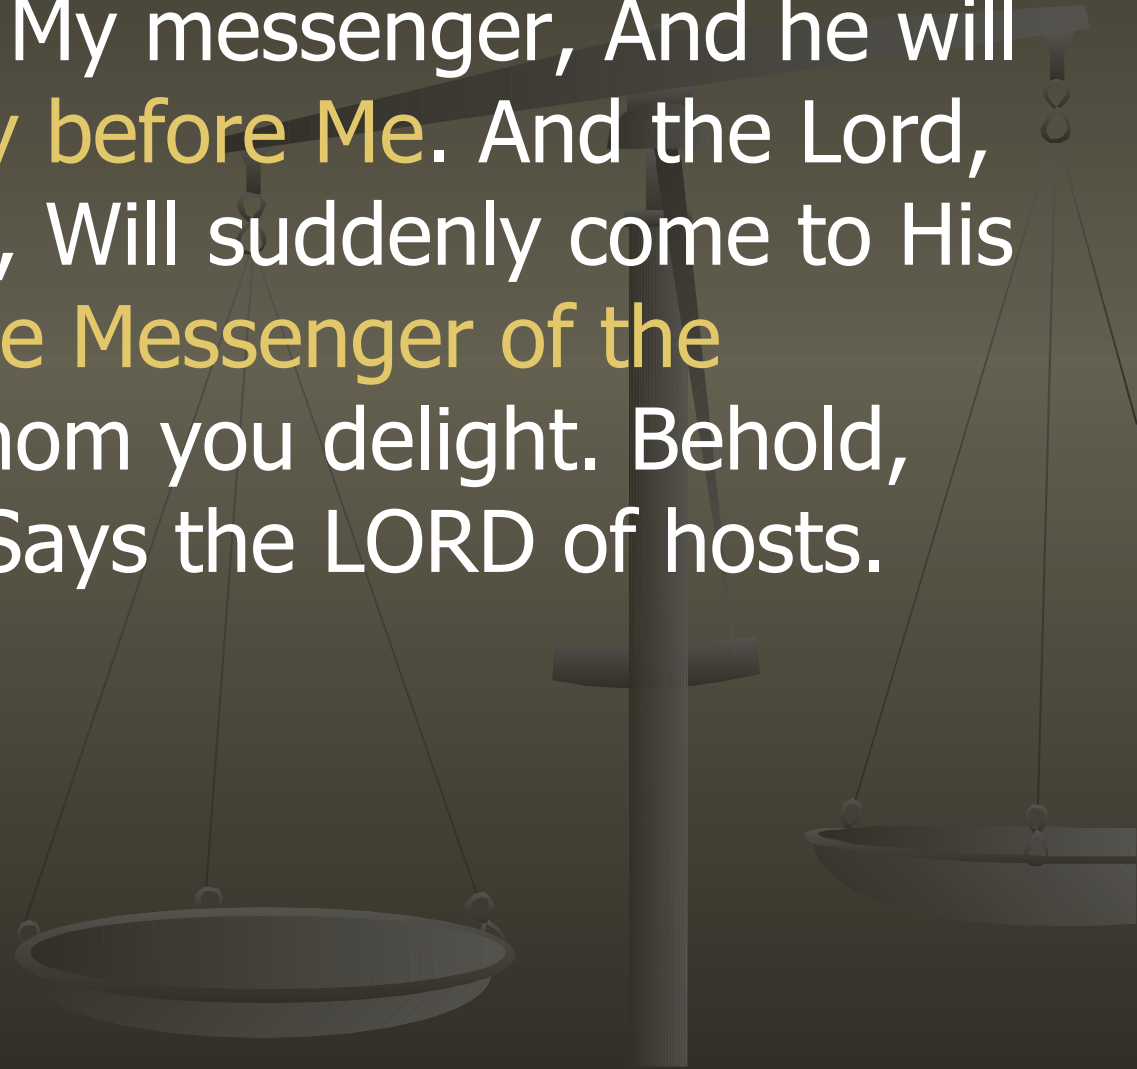 My messenger, And he will
before Me. And the Lord,
, Will suddenly come to His
Messenger of the
you delight. Behold,
Says the LORD of hosts.